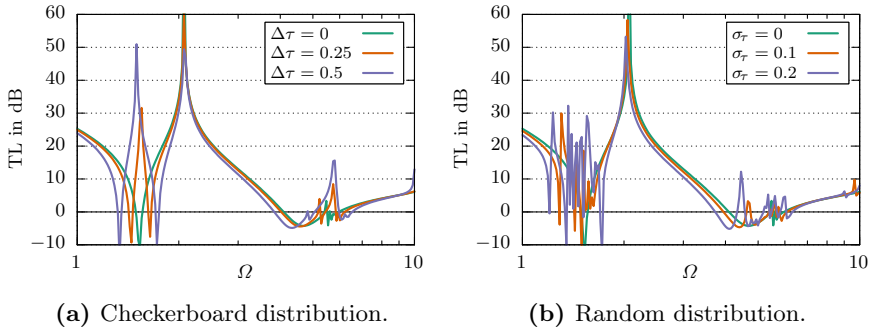 60
50
40
30
20
10
0
−10
TL in dB
Δτ = 0
Δτ = 0.25
Δτ = 0.5
1
10
Ω
(a) Checkerboard distribution.
60
50
40
30
20
10
0
−10
TL in dB
στ = 0
στ = 0.1
στ = 0.2
1
10
Ω
(b) Random distribution.